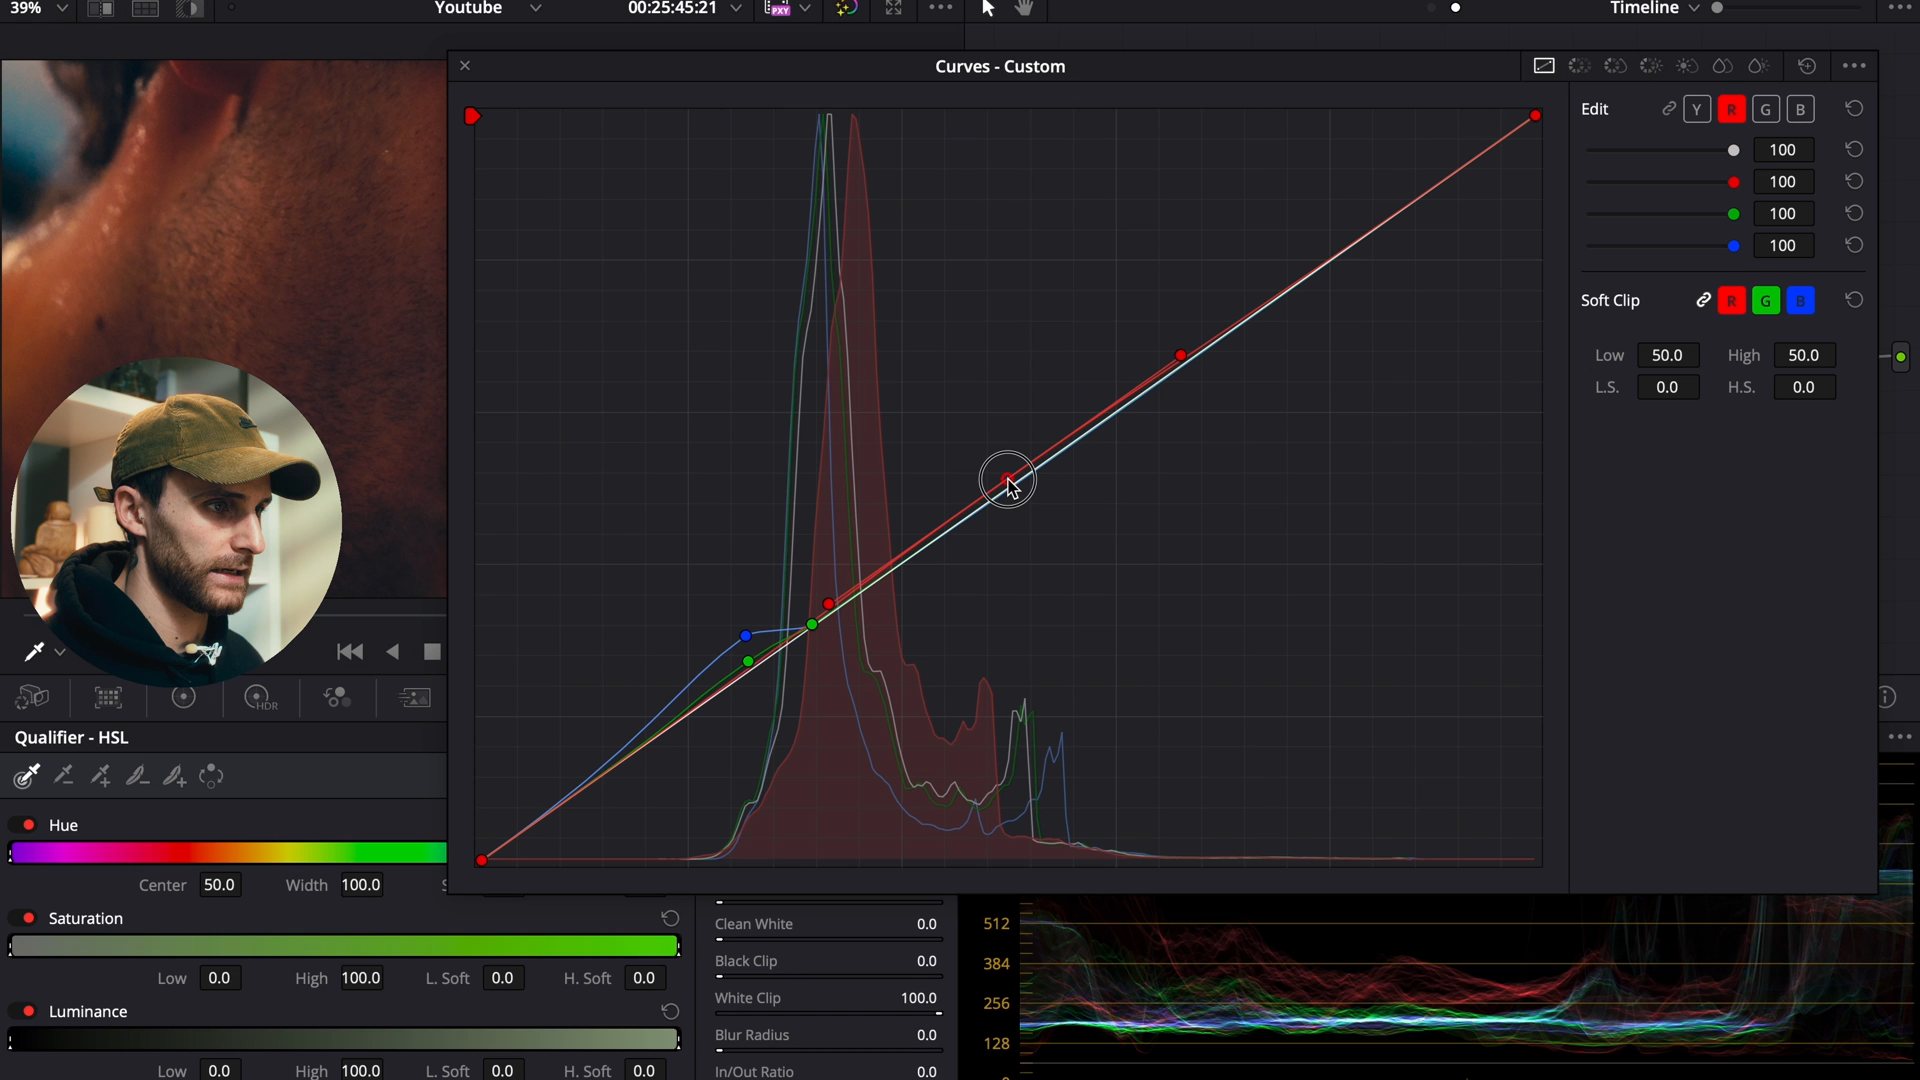 39%
Youtube
00:25:45:21
PXY
Timeline
Curves - Custom
Edit
Y
R
G
B
100
100
100
100
Soft Clip
R
G
B
Low
50.0
High
50.0
L.S.
0.0
H.S.
0.0
HDR
Qualifier - HSL
Hue
Center
50.0
Width
100.0
Saturation
Low
0.0
High
100.0
L. Soft
0.0
H. Soft
0.0
Luminance
Low
0.0
High
100.0
L. Soft
0.0
H. Soft
0.0
Clean White
0.0
Black Clip
0.0
White Clip
100.0
Blur Radius
0.0
In/Out Ratio
0.0
512
384
256
128